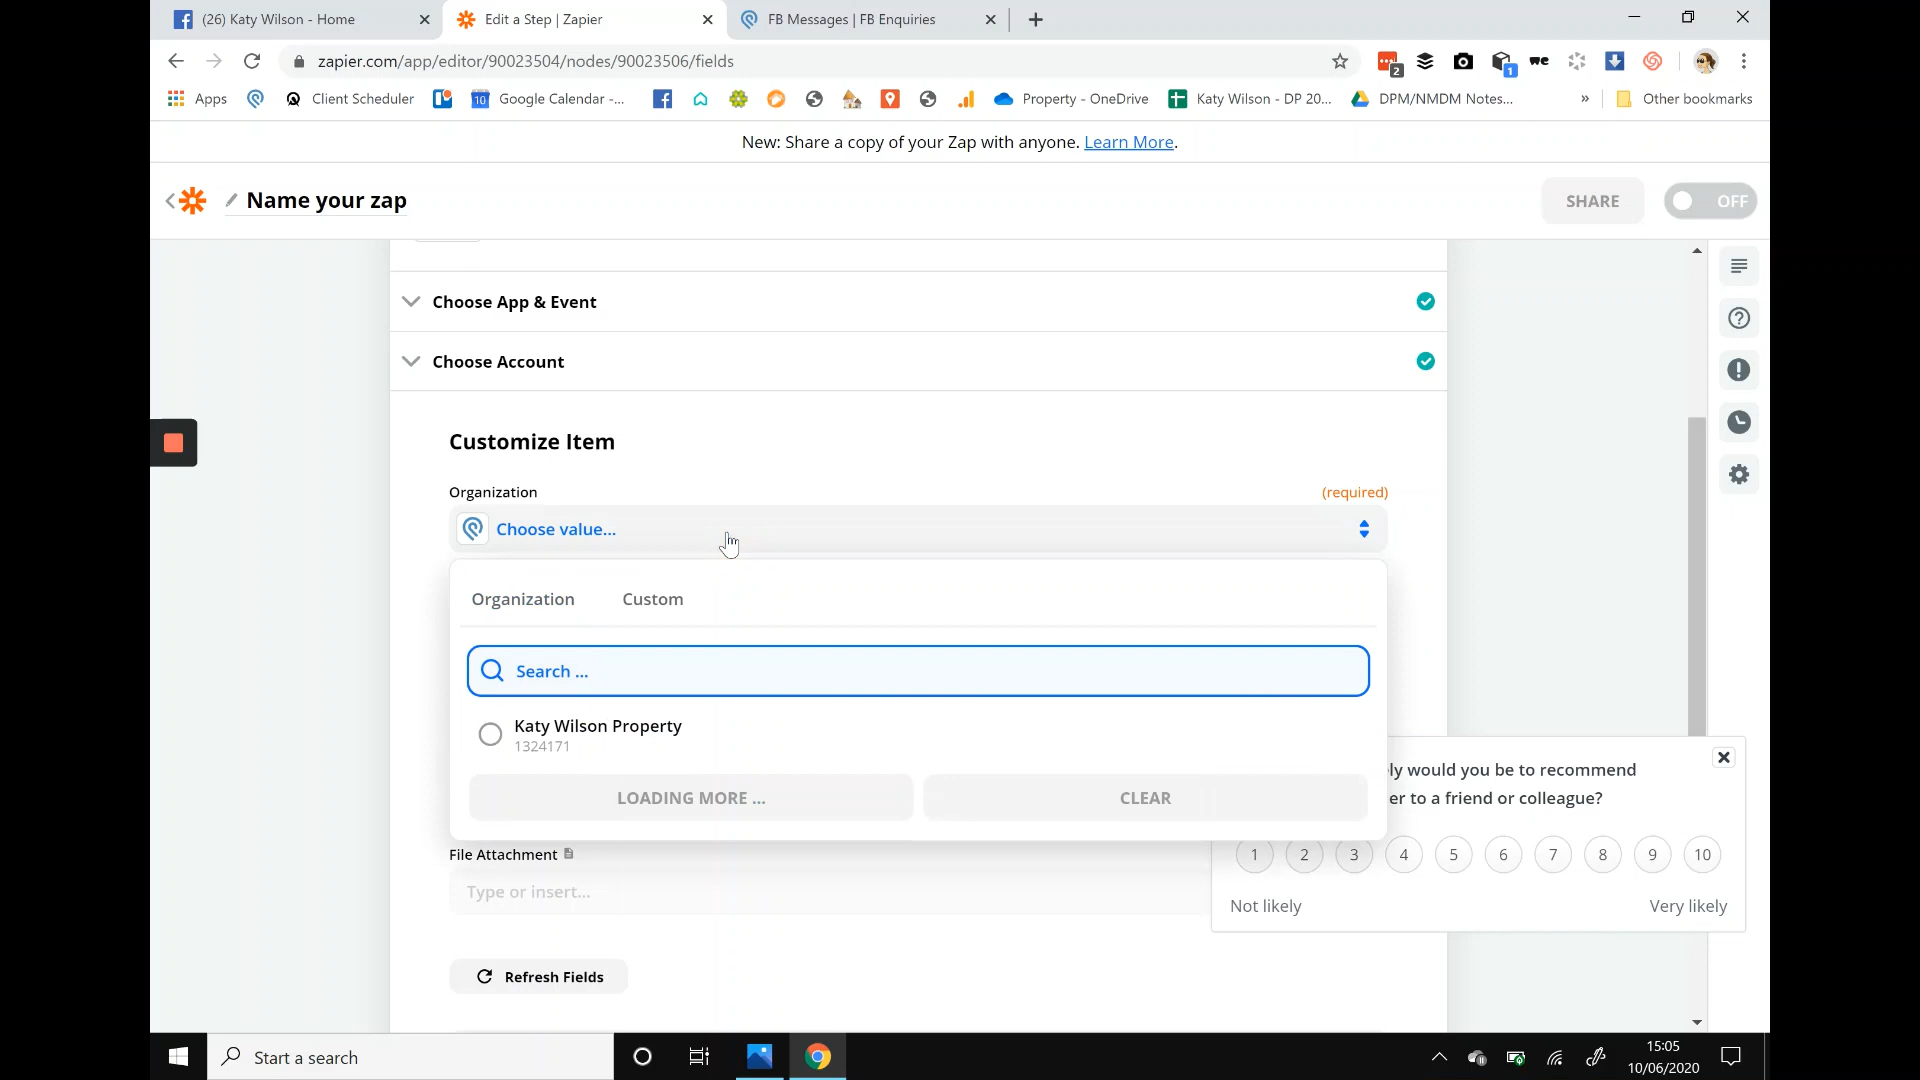 (26) Katy Wilson - Home
Edit a Step | Zapier
FB Messages | FB Enquiries
zapier.com/app/editor/90023504/nodes/90023506/fields
2
1
Apps
Client Scheduler
10
Google Calendar -...
Property - OneDrive
Katy Wilson - DP 20...
DPM/NMDM Notes...
»
Other bookmarks
New: Share a copy of your Zap with anyone. Learn More.
Name your zap
SHARE
OFF
Choose App & Event
Choose Account
Customize Item
Organization
(required)
Choose value...
Organization
Custom
Search ...
Katy Wilson Property
1324171
LOADING MORE ...
CLEAR
ly would you be to recommend
er to a friend or colleague?
1 2 3 4 5 6 7 8 9 10
Not likely
Very likely
File Attachment
Type or insert...
Refresh Fields
Start a search
15:05
10/06/2020